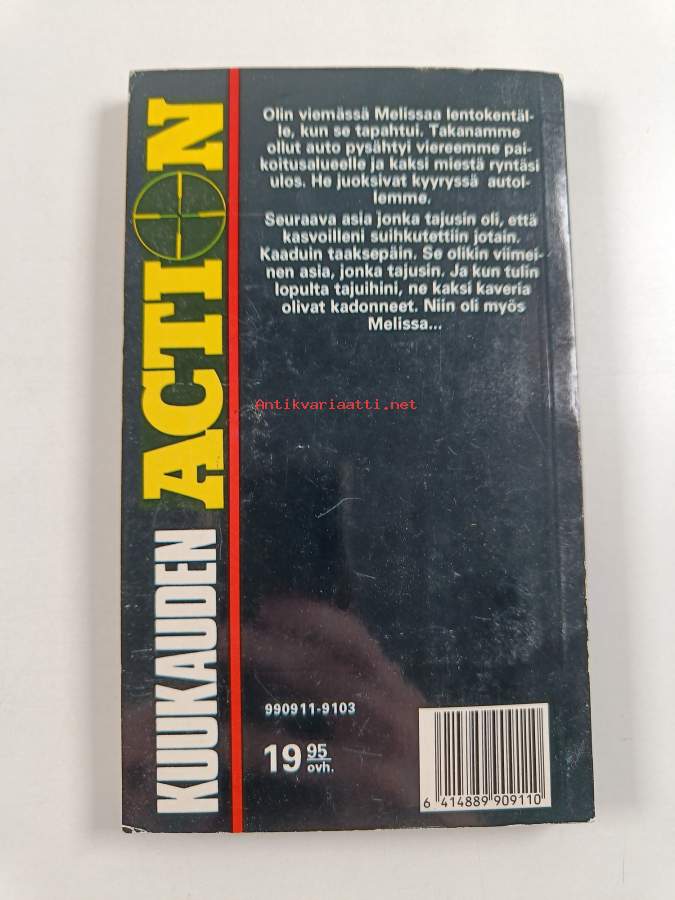 KUUKAUDEN ACTION
Olin viemässä Melissaa lentokentäl-
le, kun se tapahtui. Takanamme
ollut auto pysähtyi viereemme pai-
koitusalueelle ja kaksi miestä ryntäsi
ulos. He juoksivat kyyryssä autol-
lemme.
Seuraava asia jonka tajusin oli, että
kasvoilleni suihkutettiin jotain.
Kaaduin taaksepäin. Se olikin viimei-
nen asia, jonka tajusin. Ja kun tulin
lopulta tajuihini, ne kaksi kaveria
olivat kadonneet. Niin oli myös
Melissa...
Antikvariaatti.net
990911-9103
19 95
ovh.
6 414889 909110